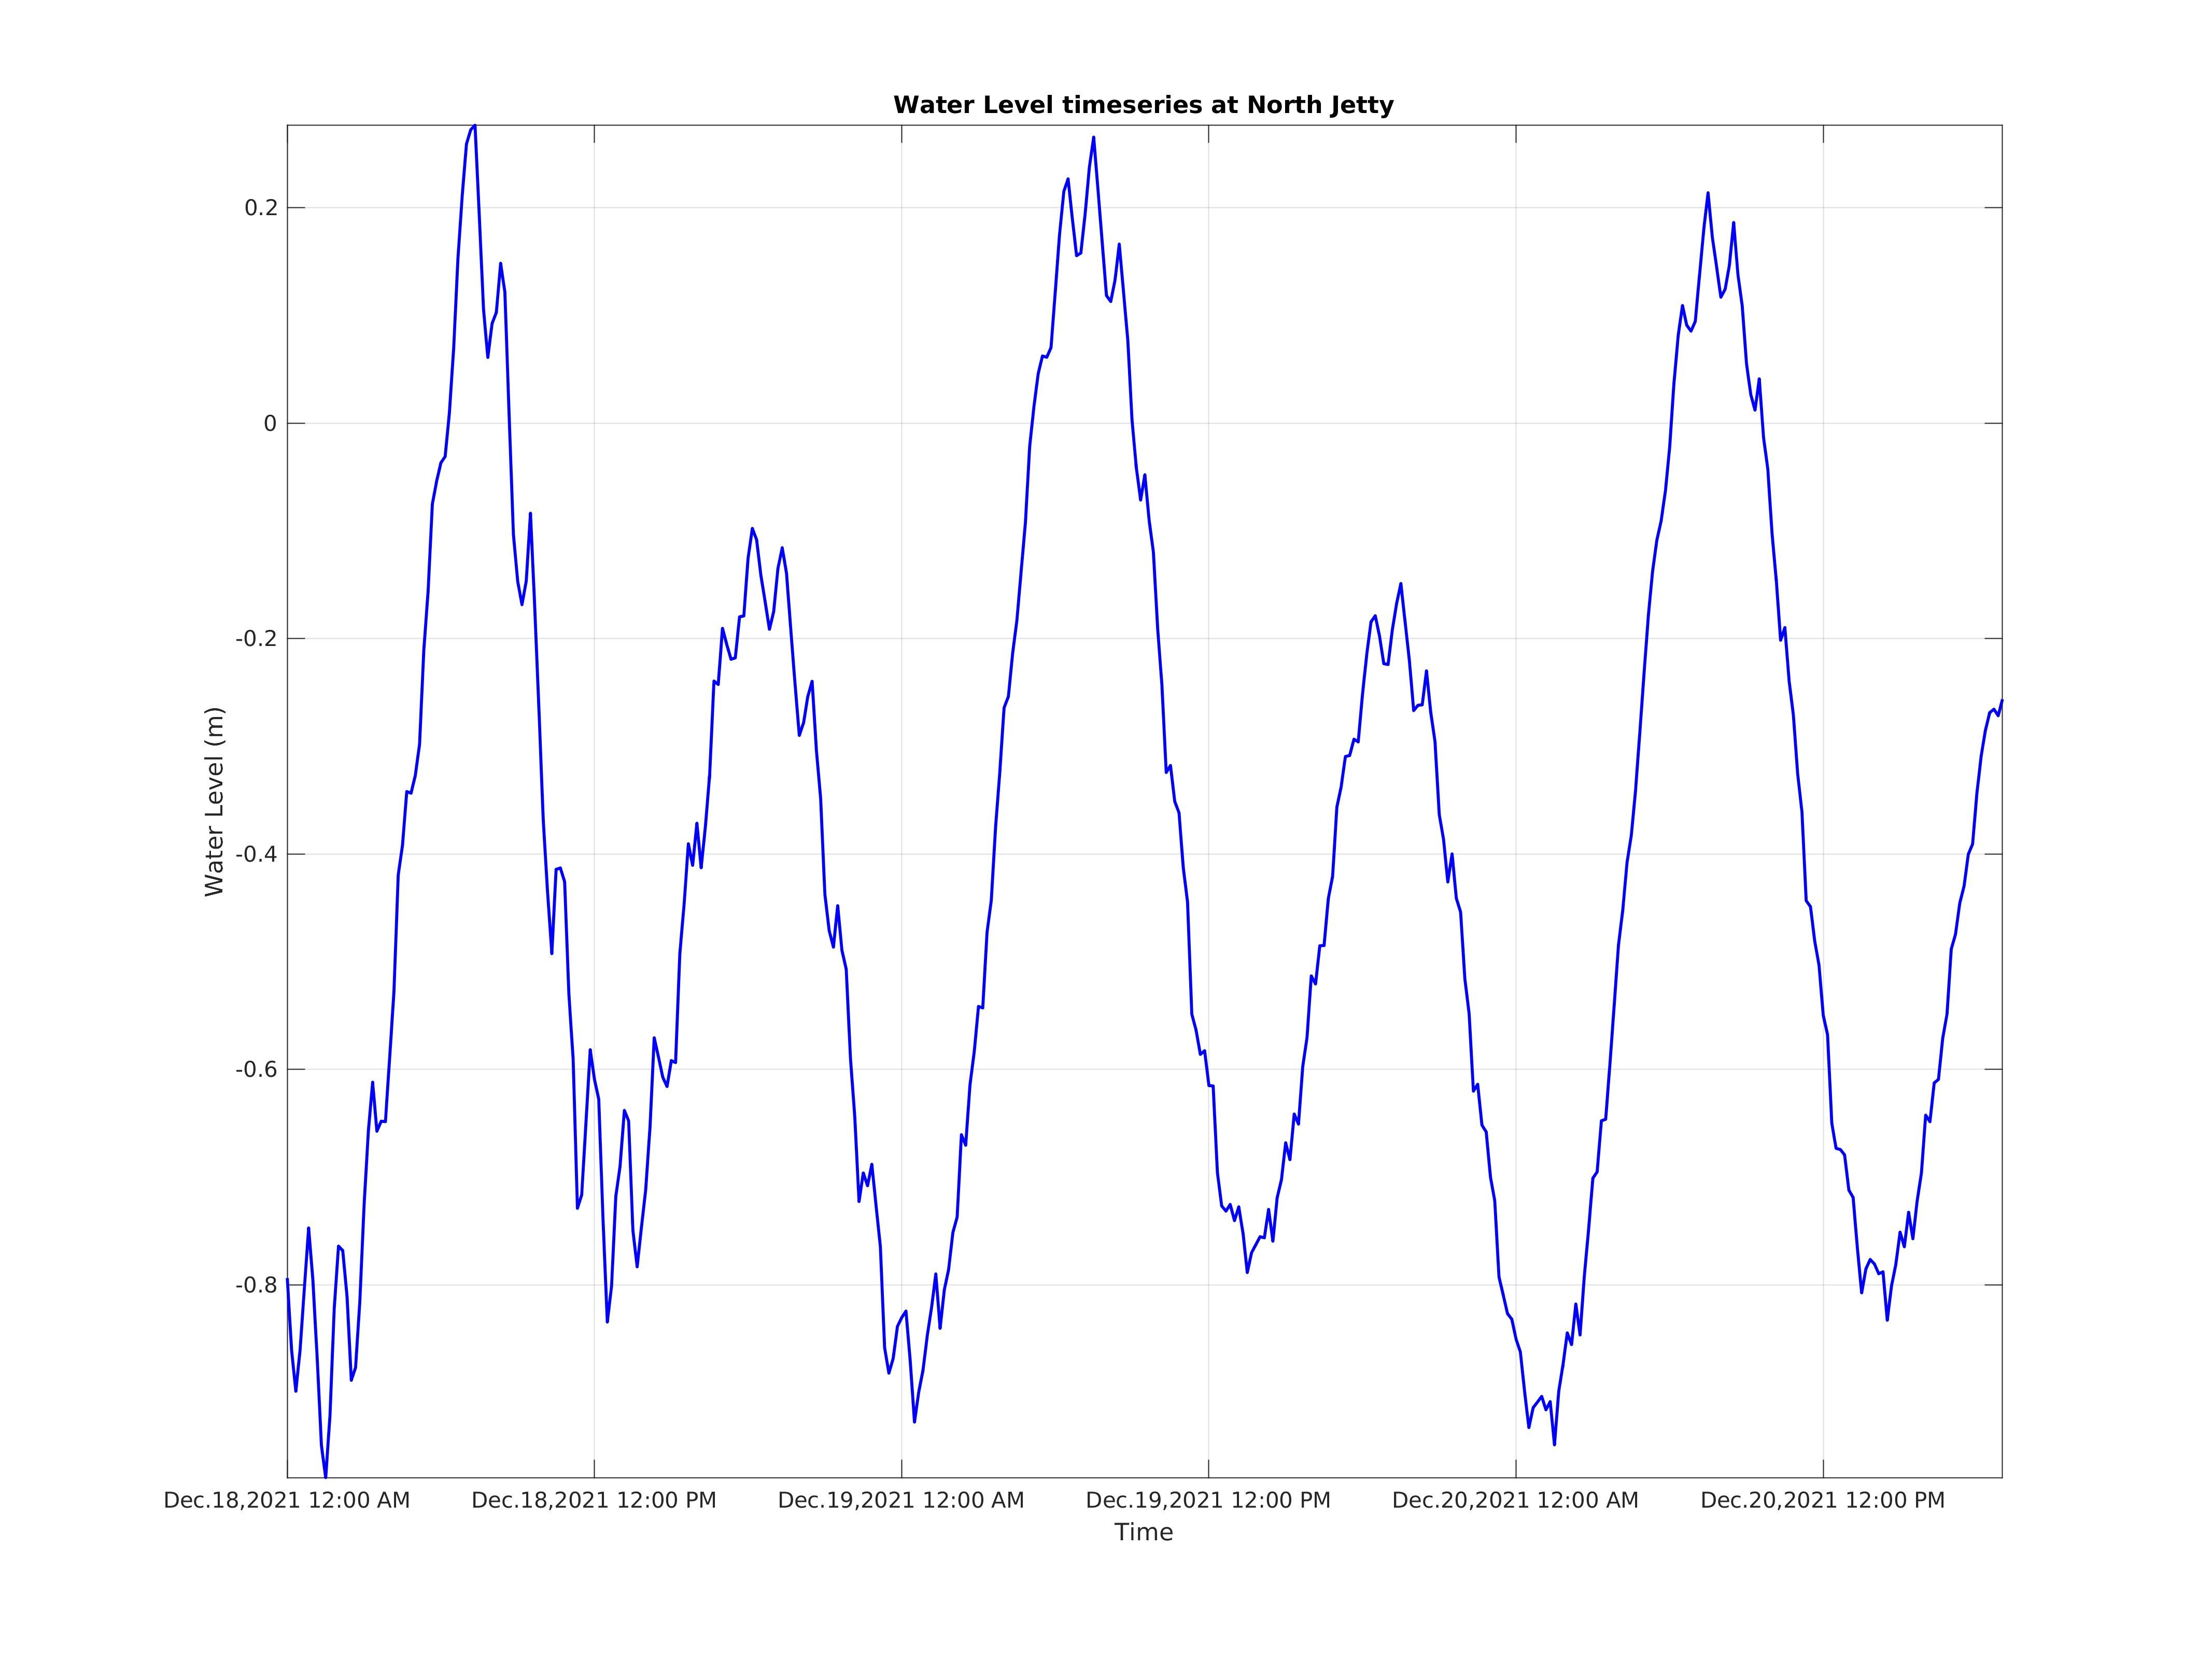 Water Level timeseries at North Jetty
0.2
0
-0.2
-0.4
-0.6
-0.8
Water Level (m)
Dec.18,2021 12:00 AM
Dec.18,2021 12:00 PM
Dec.19,2021 12:00 AM
Dec.19,2021 12:00 PM
Dec.20,2021 12:00 AM
Dec.20,2021 12:00 PM
Time